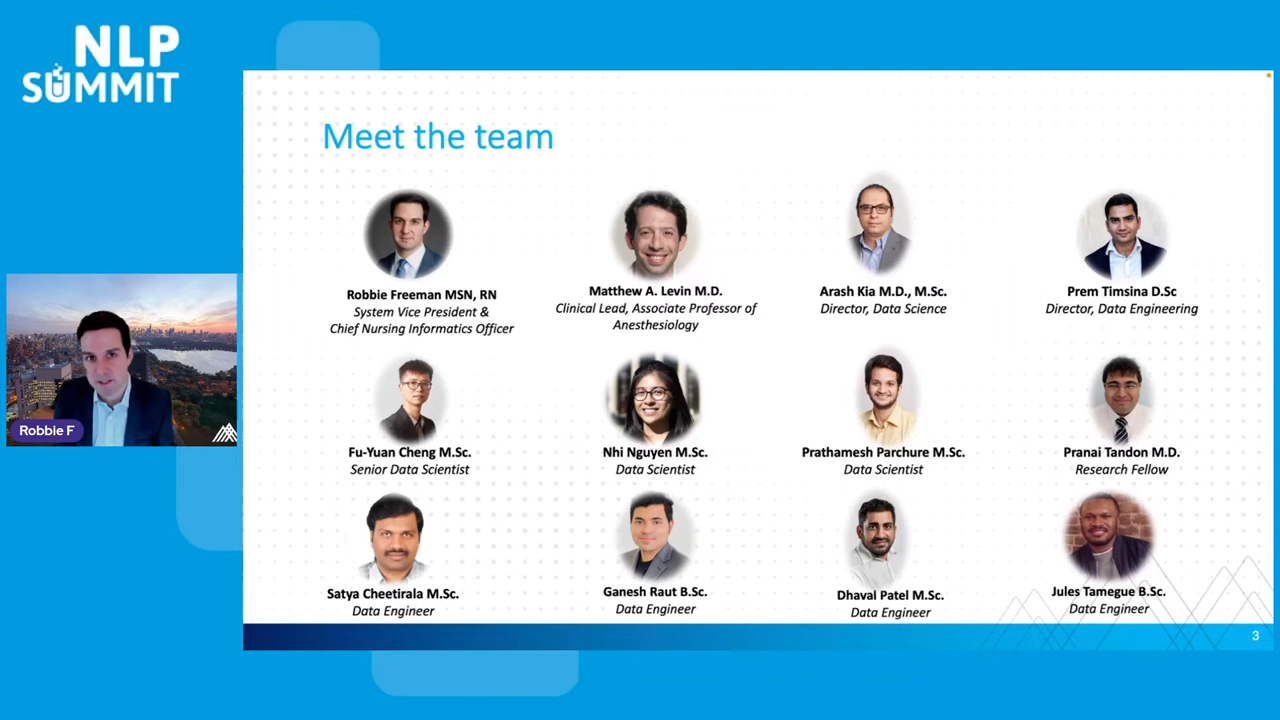 NLP
SUMMIT
Meet the team
Robbie Freeman MSN, RN
System Vice President &
Chief Nursing Informatics Officer
Matthew A. Levin M.D.
Clinical Lead, Associate Professor of
Anesthesiology
Arash Kia M.D., M.Sc.
Director, Data Science
Prem Timsina D.Sc
Director, Data Engineering
Robbie F
Fu-Yuan Cheng M.Sc.
Senior Data Scientist
Nhi Nguyen M.Sc.
Data Scientist
Prathamesh Parchure M.Sc.
Data Scientist
Pranai Tandon M.D.
Research Fellow
Satya Cheetirala M.Sc.
Data Engineer
Ganesh Raut B.Sc.
Data Engineer
Dhaval Patel M.Sc.
Data Engineer
Jules Tamegue B.Sc.
Data Engineer
3